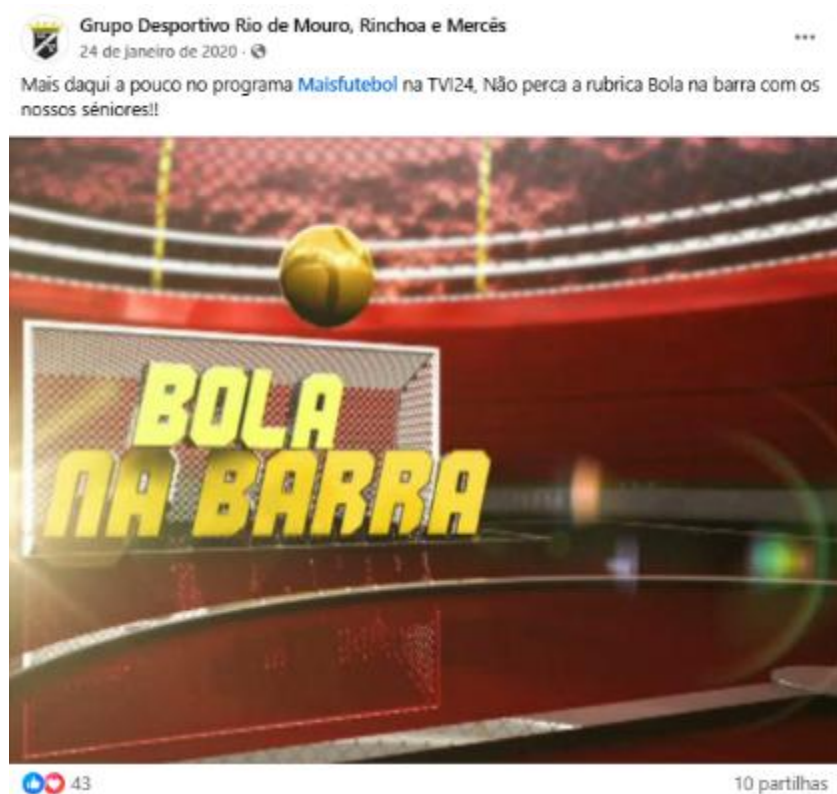 Grupo Desportivo Rio de Mouro, Rinchoa e Mercês
24 de janeiro de 2020 ·
Mais daqui a pouco no programa Maisfutebol na TVI24, Não perca a rubrica Bola na barra com os
nossos séniores!!
BOLA
NA BARRA
43
10 partilhas